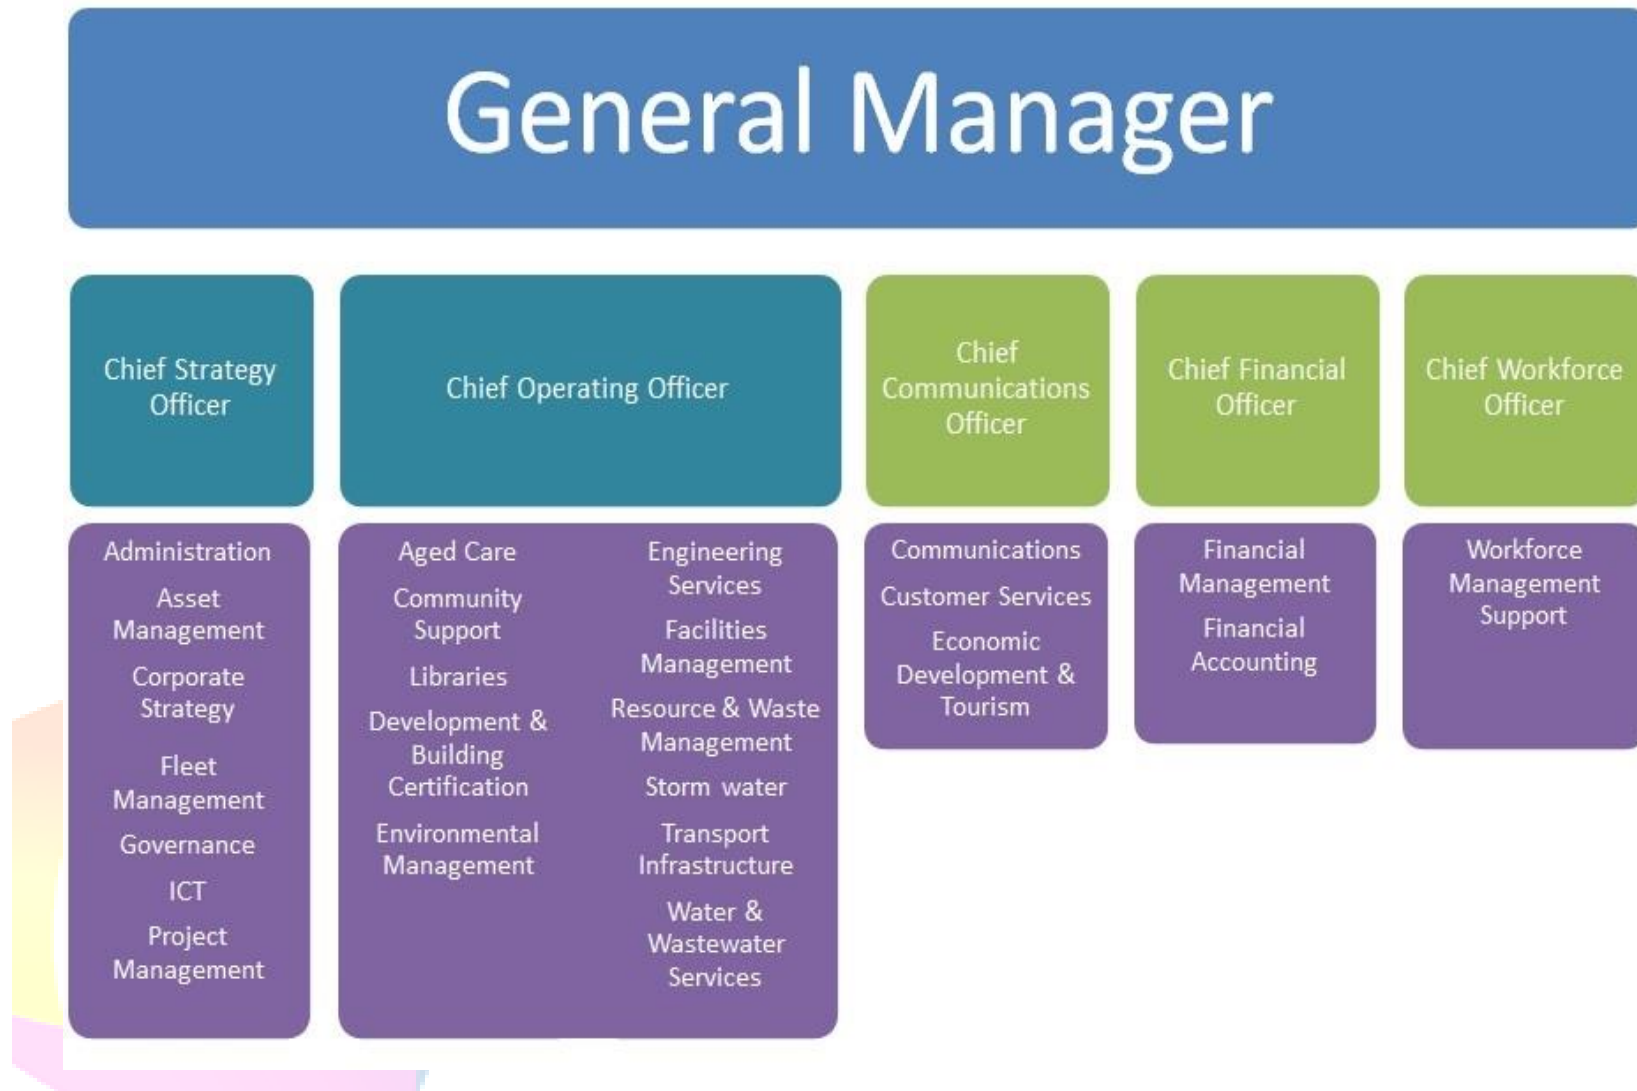 General Manager
Chief Strategy
Officer
Chief Operating Officer
Chief
Communications
Officer
Chief Financial
Officer
Chief Workforce
Officer
Administration
Asset
Management
Corporate
Strategy
Fleet
Management
Governance
ICT
Project
Management
Aged Care
Community
Support
Libraries
Development &
Building
Certification
Environmental
Management
Engineering
Services
Facilities
Management
Resource & Waste
Management
Storm water
Transport
Infrastructure
Water &
Wastewater
Services
Communications
Customer Services
Economic
Development &
Tourism
Financial
Management
Financial
Accounting
Workforce
Management
Support